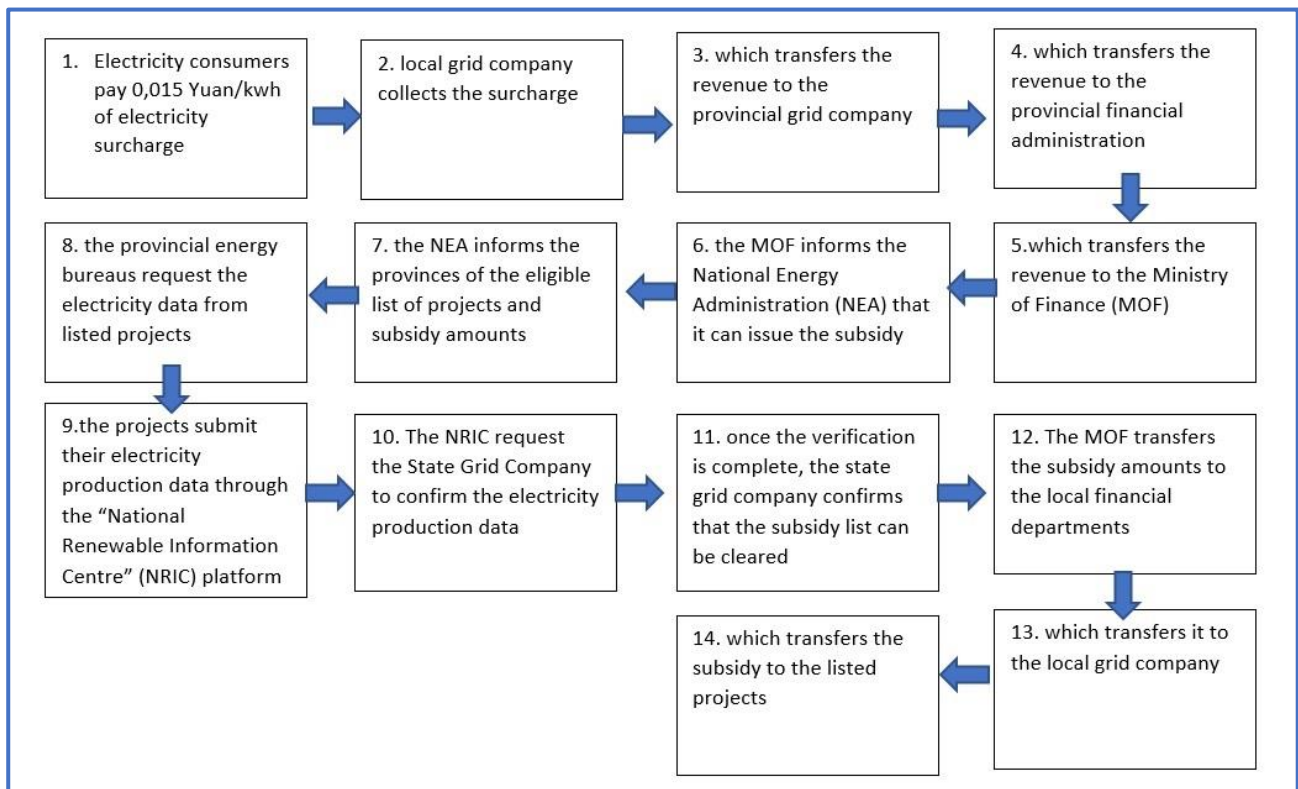 1. Electricity consumers
pay 0,015 Yuan/kwh
of electricity
surcharge
2. local grid company
collects the surcharge
3. which transfers the
revenue to the
provincial grid company
4. which transfers the
revenue to the
provincial financial
administration
5.which transfers the
revenue to the Ministry
of Finance (MOF)
6. the MOF informs the
National Energy
Administration (NEA) that
it can issue the subsidy
7. the NEA informs the
provinces of the eligible
list of projects and
subsidy amounts
8. the provincial energy
bureaus request the
electricity data from
listed projects
9.the projects submit
their electricity
production data through
the “National
Renewable Information
Centre” (NRIC) platform
10. The NRIC request
the State Grid Company
to confirm the electricity
production data
11. once the verification
is complete, the state
grid company confirms
that the subsidy list can
be cleared
12. The MOF transfers
the subsidy amounts to
the local financial
departments
13. which transfers it to
the local grid company
14. which transfers the
subsidy to the listed
projects